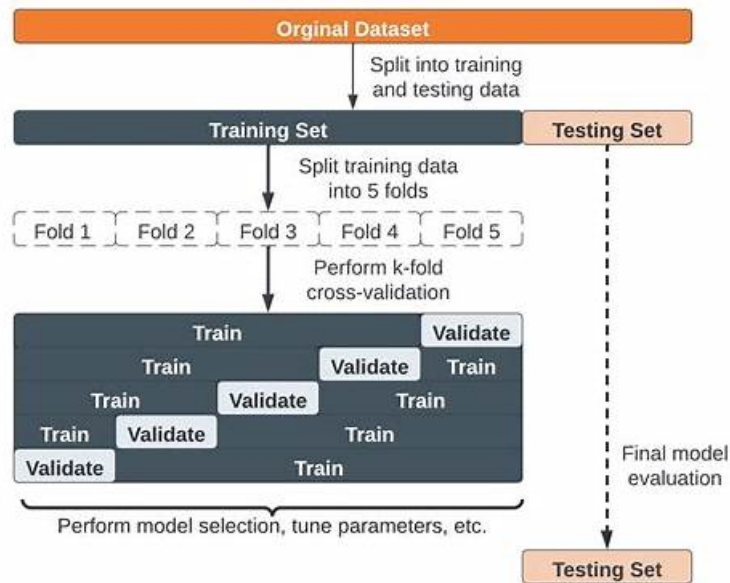 Orginal Dataset
Split into training
and testing data
Training Set
Testing Set
Split training data
into 5 folds
Fold 1
Fold 2
Fold 3
Fold 4
Fold 5
Perform k-fold
cross-validation
Train
Validate
Train
Validate
Train
Train
Validate
Train
Train
Validate
Train
Validate
Train
Final model
evaluation
Perform model selection, tune parameters, etc.
Testing Set